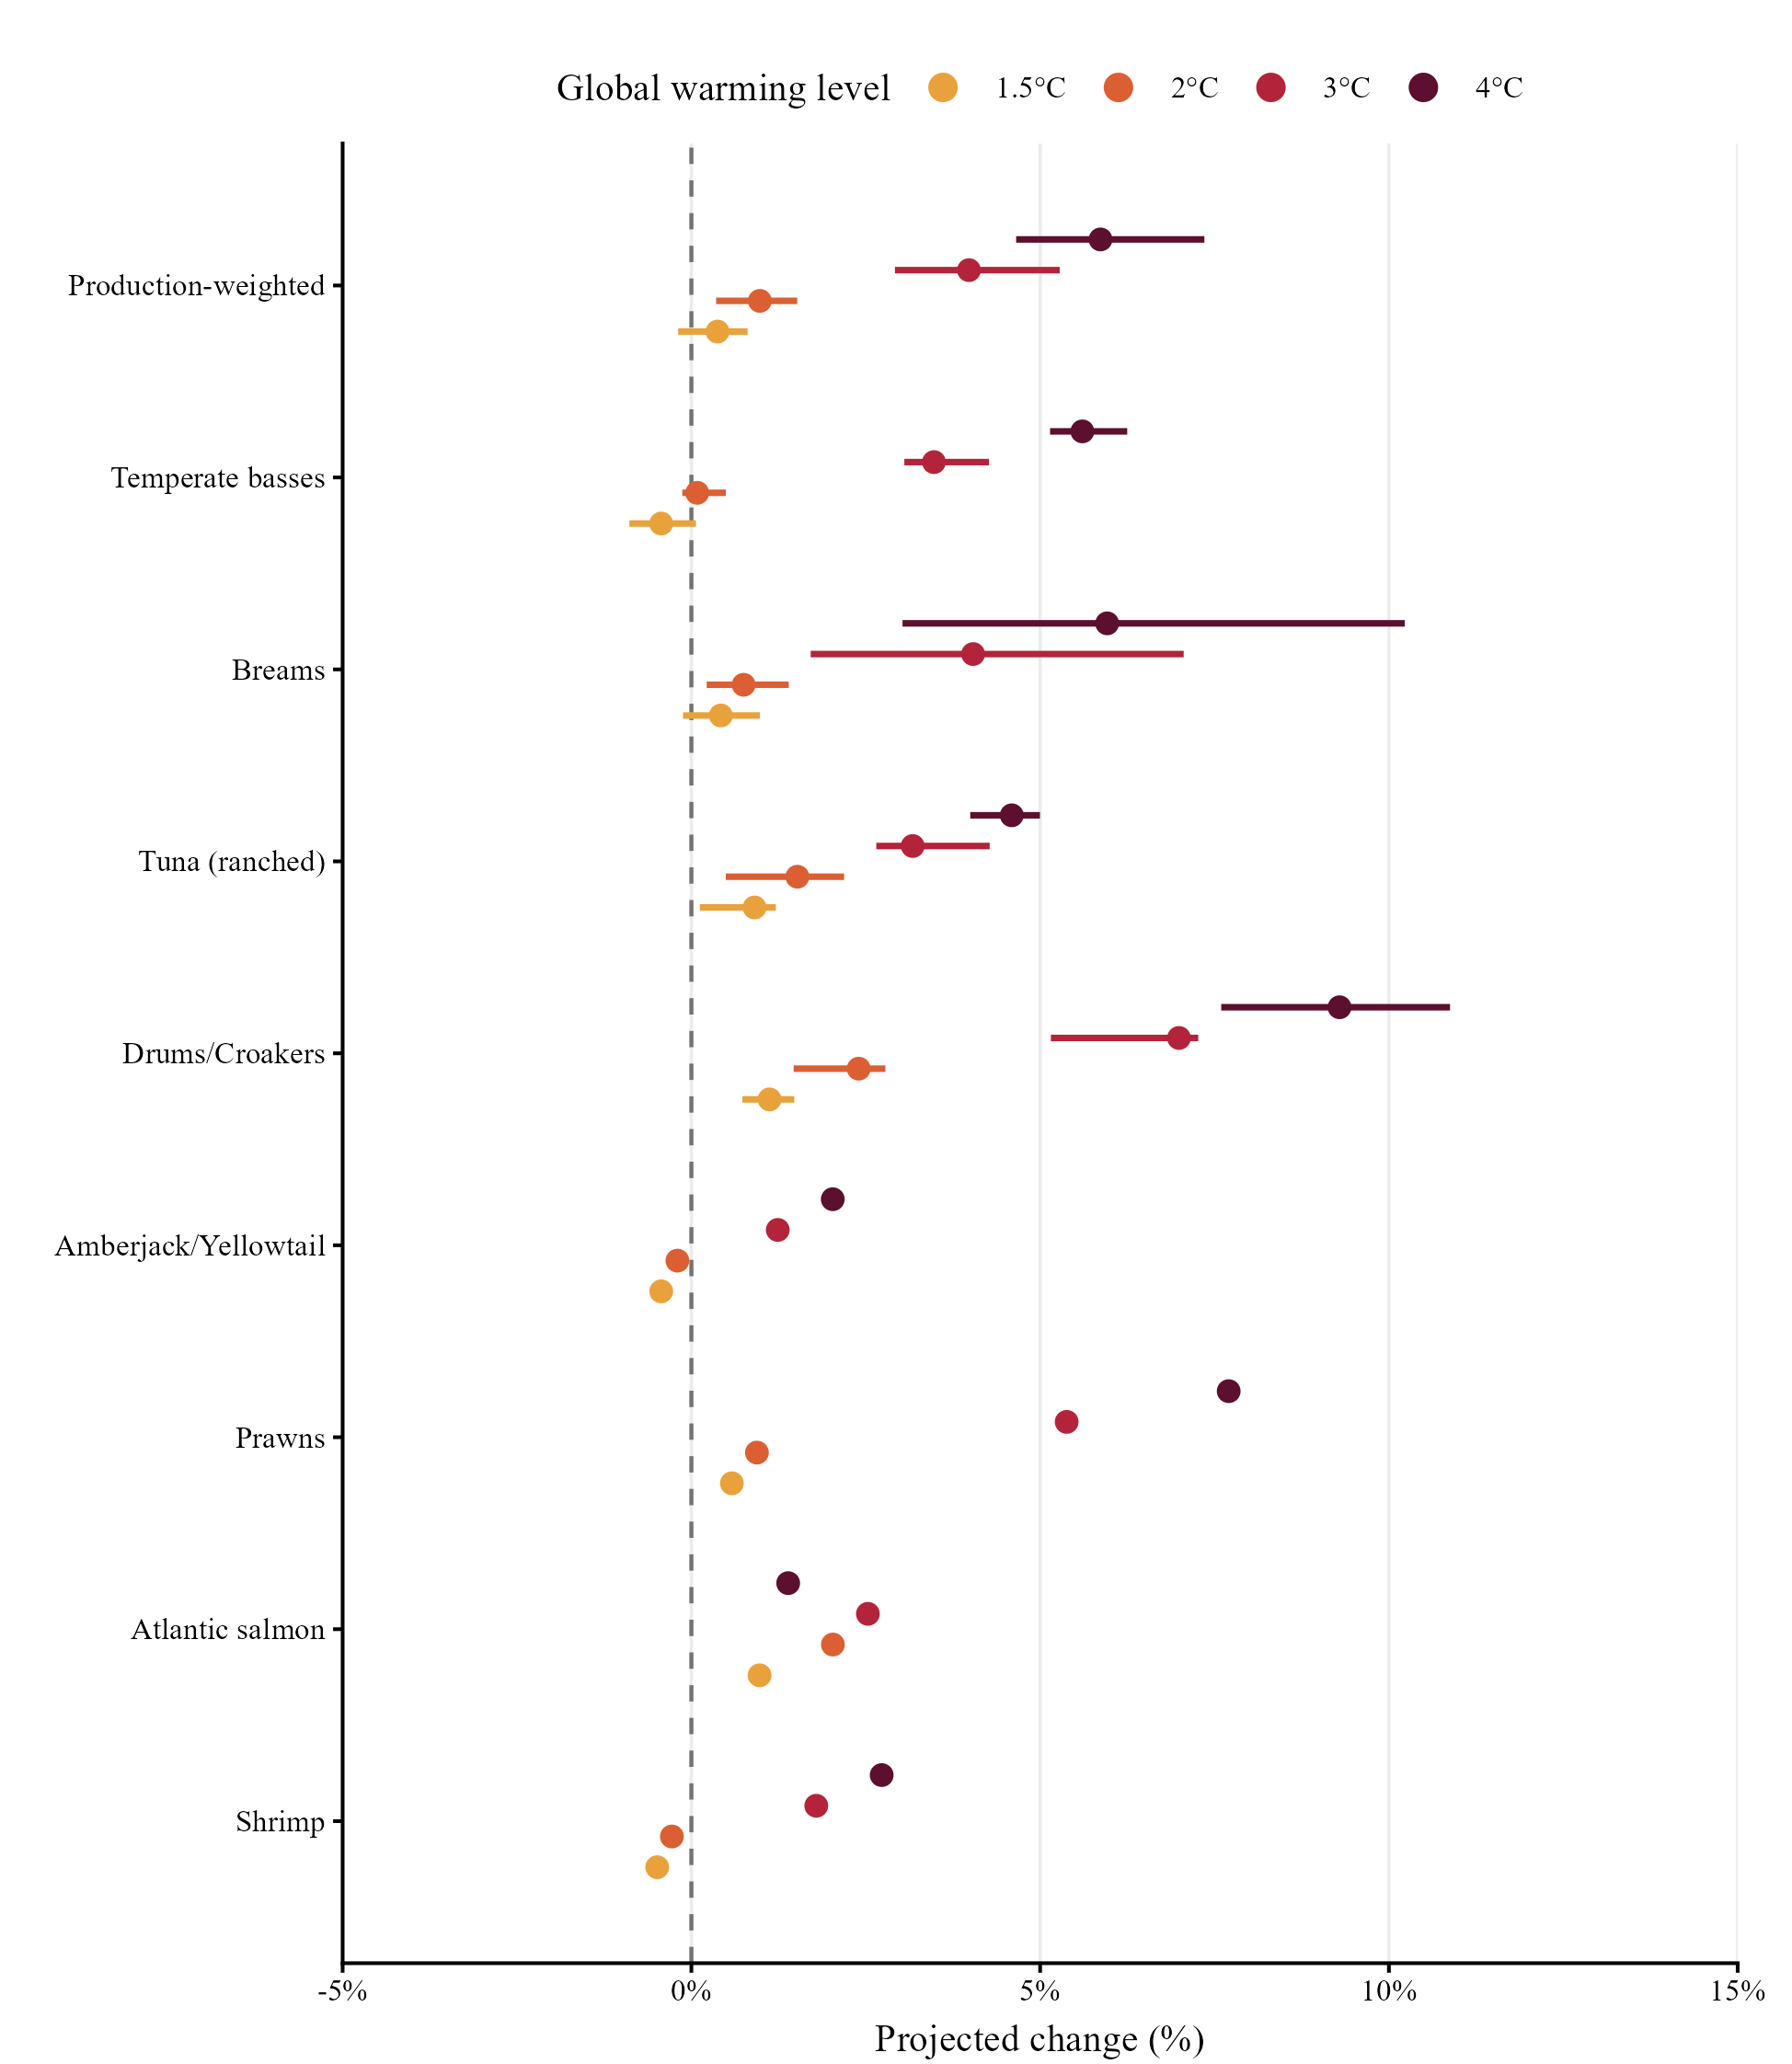 Global warming level 1.5°C 2°C 3°C 4°C
Production-weighted
Temperate basses
Breams
Tuna (ranched)
Drums/Croakers
Amberjack/Yellowtail
Prawns
Atlantic salmon
Shrimp
-5% 0% 5% 10% 15%
Projected change (%)